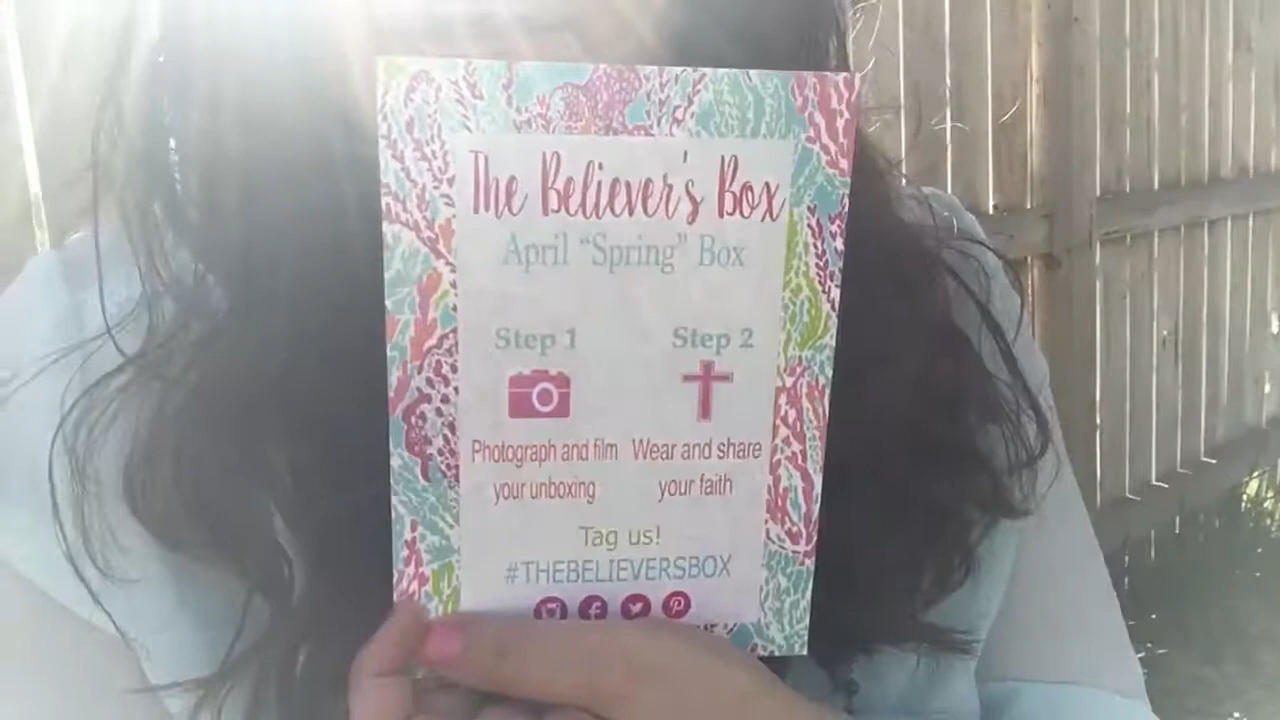 The Believer's Box
April "Spring" Box
Step 1 Step 2
Photograph and film Wear and share
your unboxing your faith
Tag us!
#THEBELIEVERSBOX